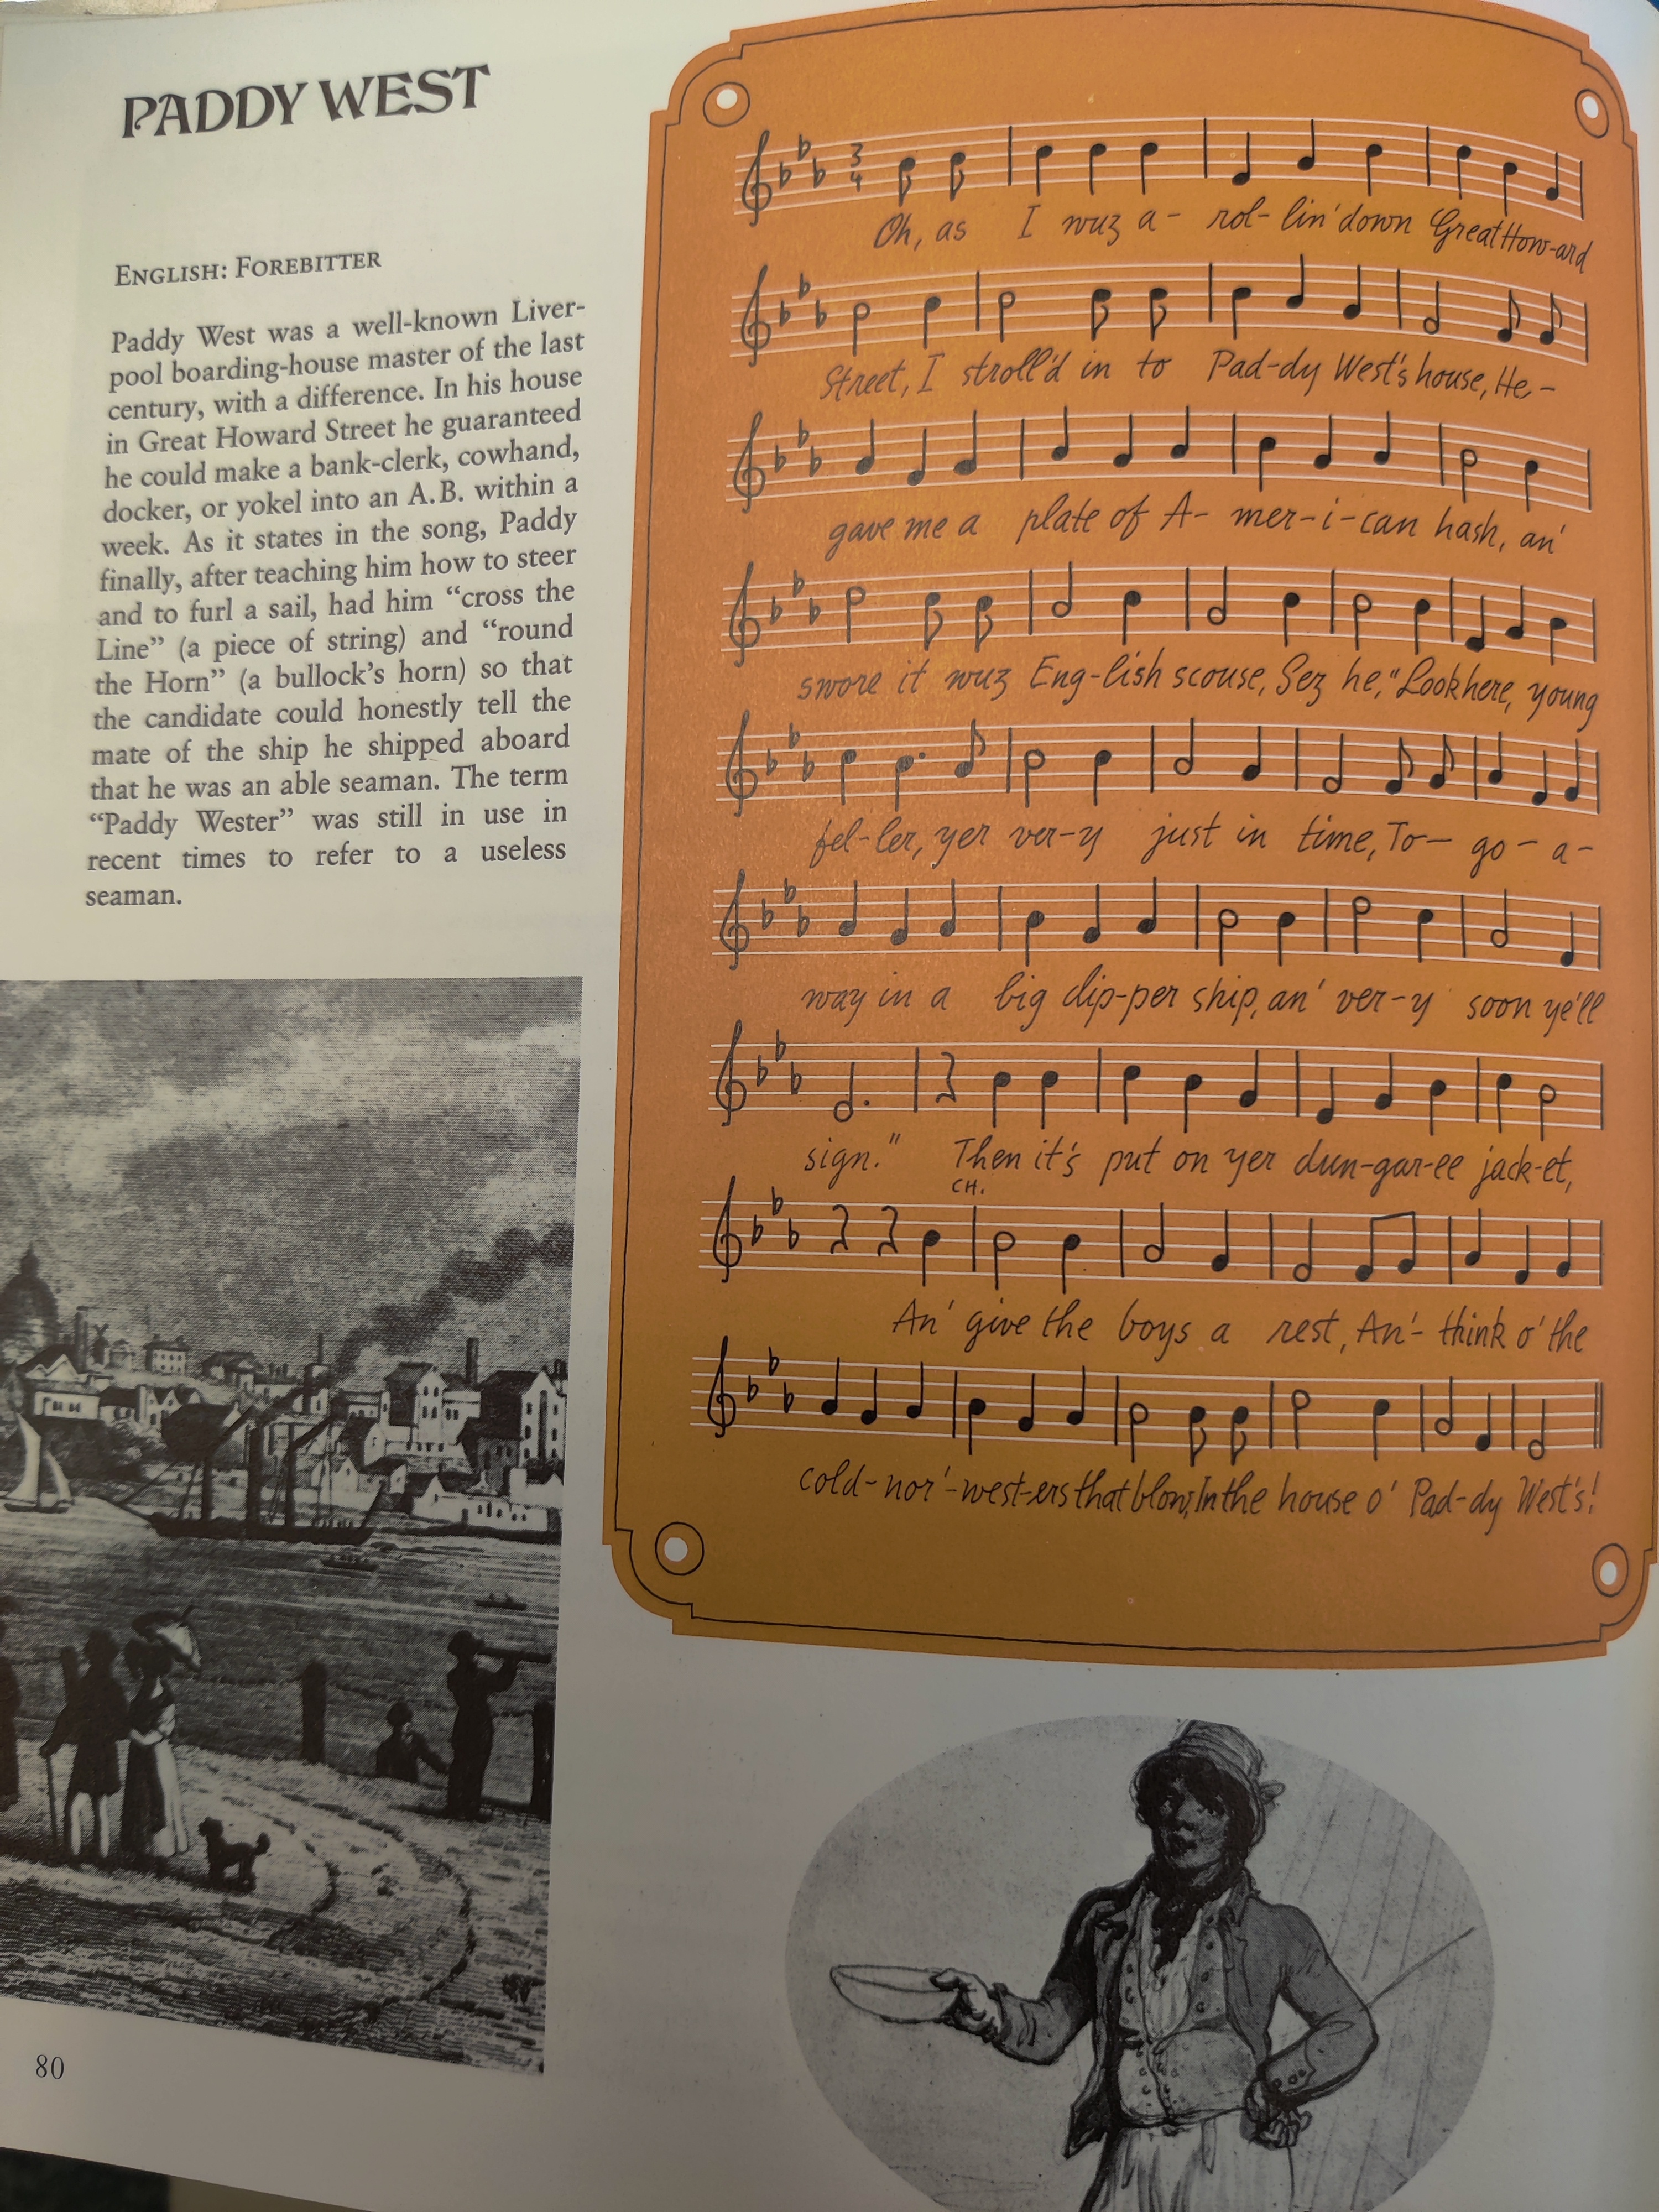 PADDY WEST
ENGLISH: FOREBITTER
Paddy West was a well-known Liver-
pool boarding-house master of the last
century, with a difference. In his house
in Great Howard Street he guaranteed
he could make a bank-clerk, cowhand,
docker, or yokel into an A.B. within a
week. As it states in the song, Paddy
finally, after teaching him how to steer
and to furl a sail, had him “cross the
Line” (a piece of string) and “round
the Horn” (a bullock’s horn) so that
the candidate could honestly tell the
mate of the ship he shipped aboard
that he was an able seaman. The term
“Paddy Wester” was still in use in
recent times to refer to a useless
seaman.
80
3
4
Oh, as I wuz a- rol- lin' down Great How-ard
Street, I stroll'd in to Pad-dy West's house, He-
gave me a plate of A- mer-i-can hash, an'
swore it wuz Eng-lish scouse, Sez he, "Look here, young
fel-ler, yer ver-y just in time, To- go- a-
way in a big clip-per ship, an' ver-y soon ye'll
sign." Then it's put on yer dun-gar-ee jack-et,
CH.
An' give the boys a rest, An'- think o' the
cold- nor'-west-ers that blow, In the house o' Pad-dy West's!